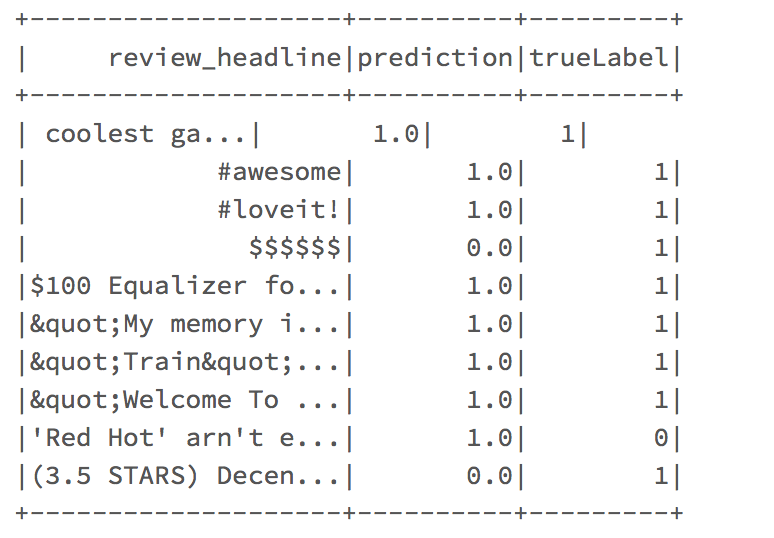 +--------------------+----------+---------+
|     review_headline|prediction|trueLabel|
+--------------------+----------+---------+
| coolest ga...|       1.0|        1|
|            #awesome|       1.0|        1|
|            #loveit!|       1.0|        1|
|              $$$$$$|       0.0|        1|
|$100 Equalizer fo...|       1.0|        1|
|&quot;My memory i...|       1.0|        1|
|&quot;Train&quot;...|       1.0|        1|
|&quot;Welcome To ...|       1.0|        1|
|'Red Hot' arn't e...|       1.0|        0|
|(3.5 STARS) Decen...|       0.0|        1|
+--------------------+----------+---------+